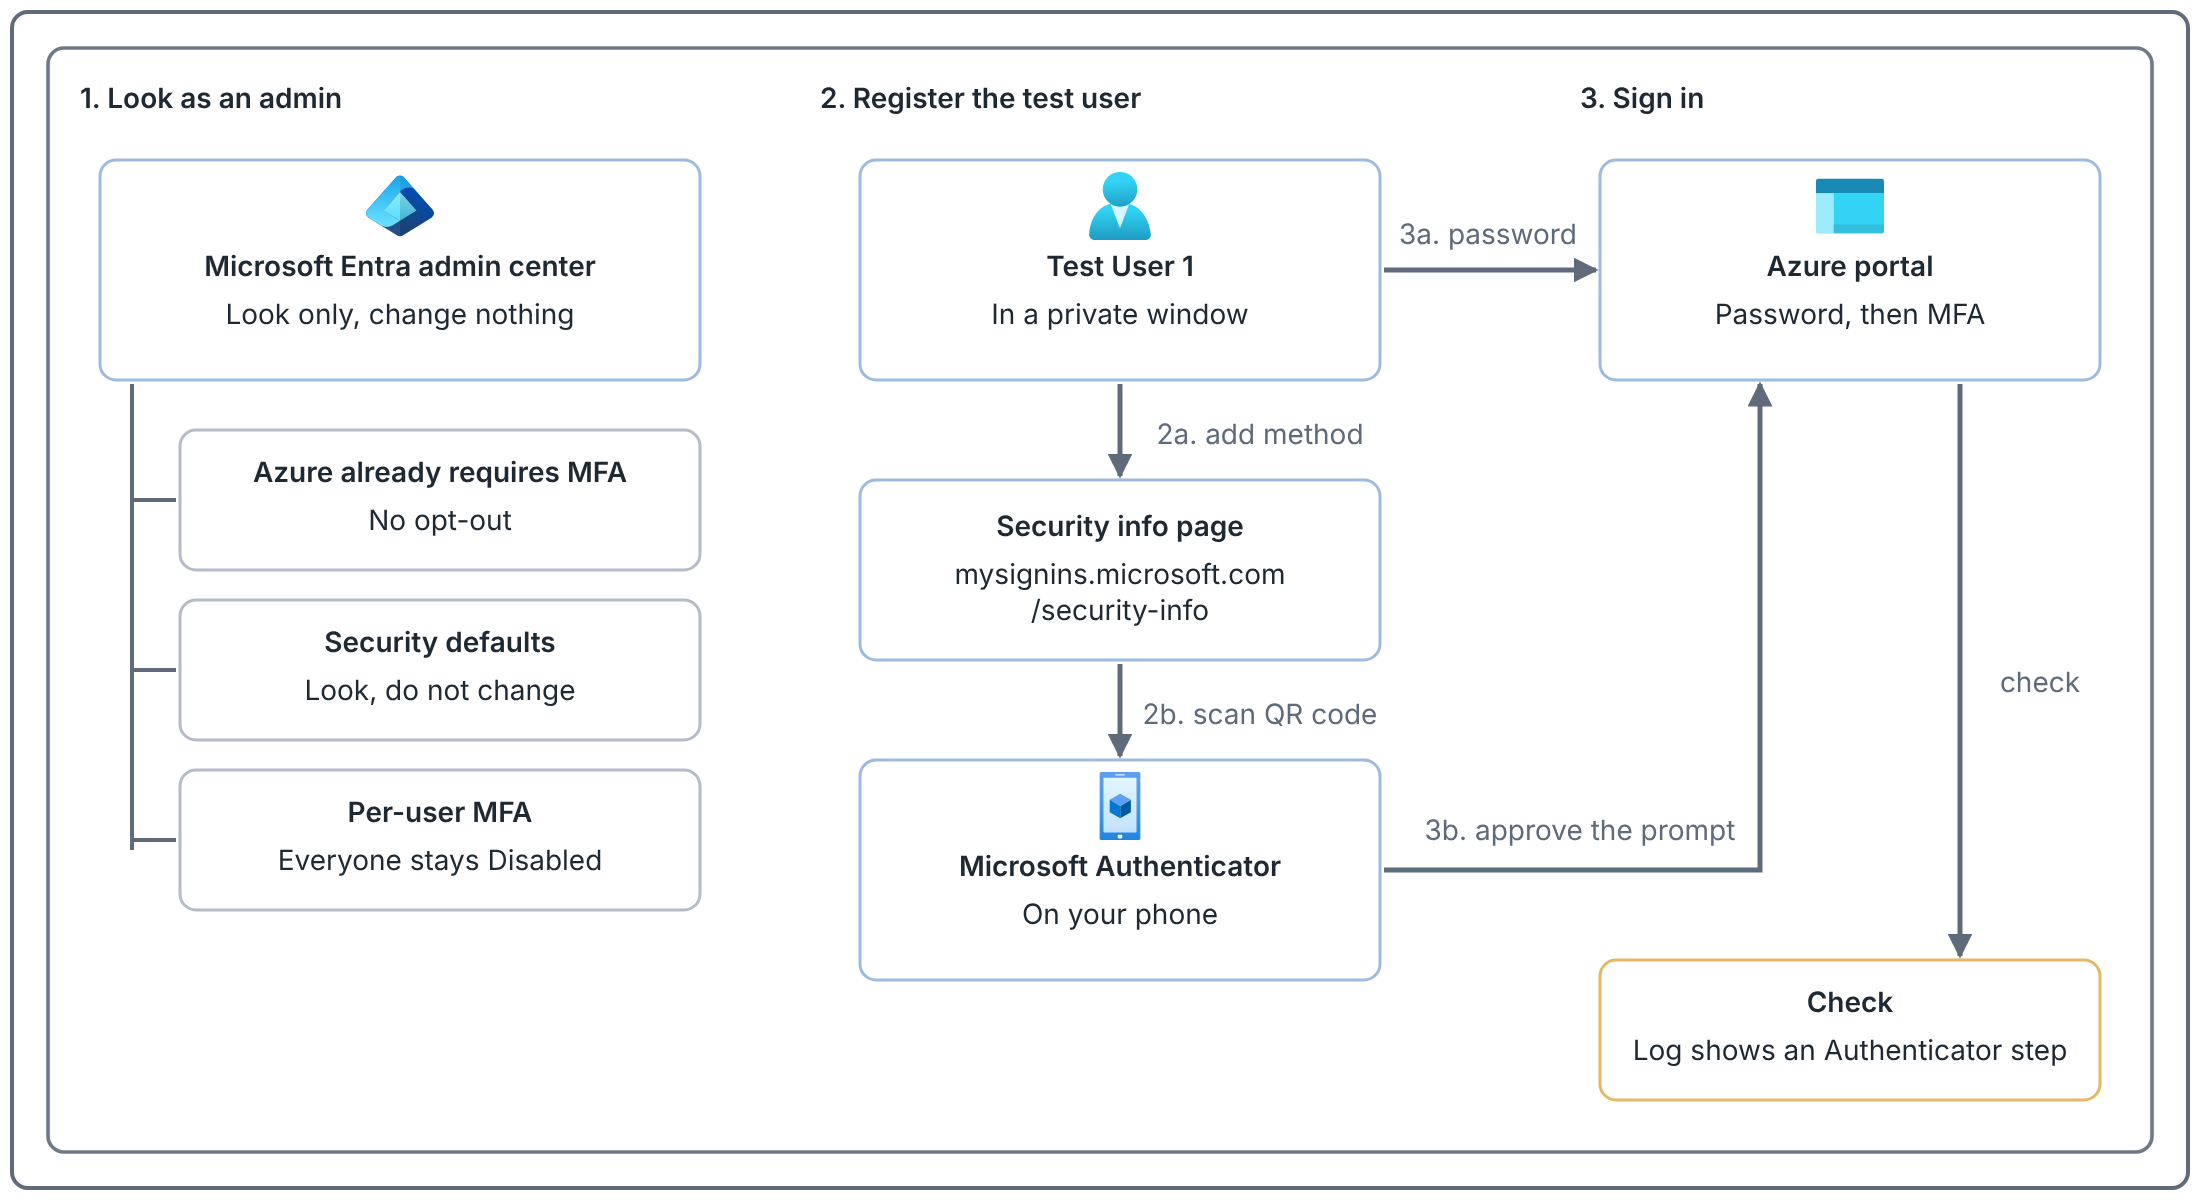 1. Look as an admin
Microsoft Entra admin center
Look only, change nothing
Azure already requires MFA
No opt-out
Security defaults
Look, do not change
Per-user MFA
Everyone stays Disabled
2. Register the test user
Test User 1
In a private window
2a. add method
Security info page
mysignins.microsoft.com
/security-info
2b. scan QR code
Microsoft Authenticator
On your phone
3. Sign in
3a. password
Azure portal
Password, then MFA
3b. approve the prompt
check
Check
Log shows an Authenticator step